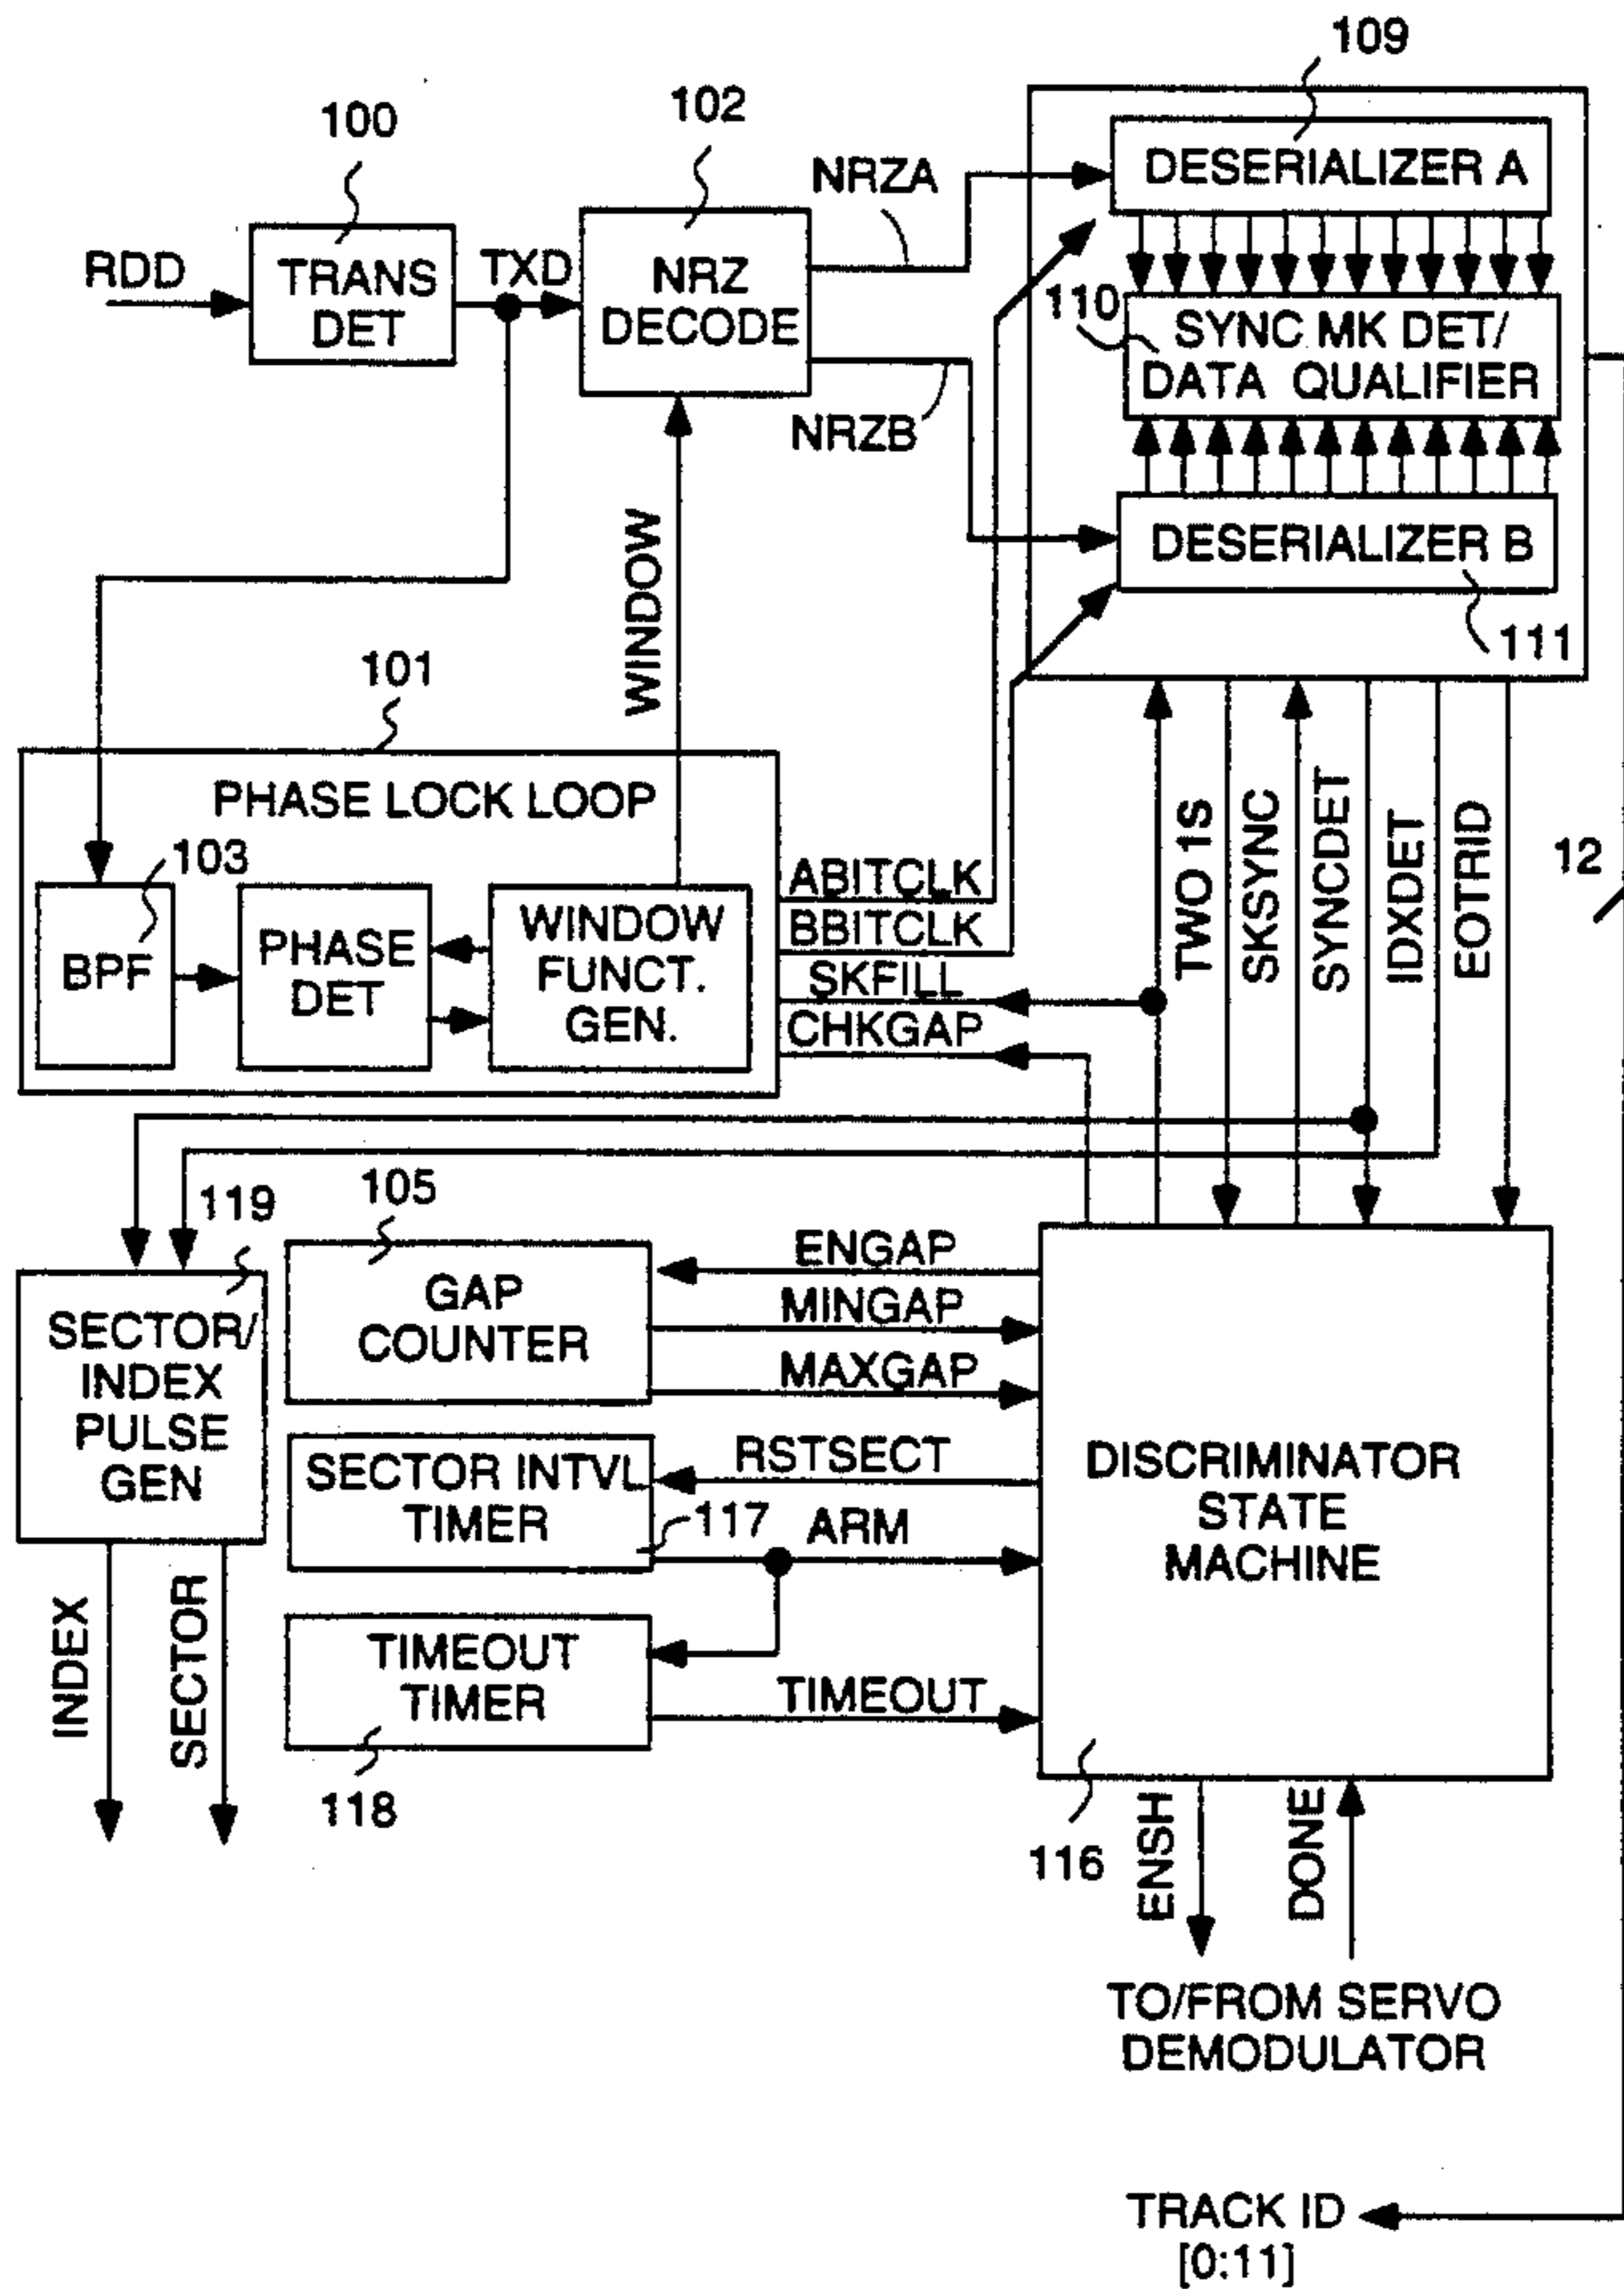 109
100
102
NRZA
DESERIALIZER A
RDD
TRANS
DET
TXD
NRZ
DECODE
110
SYNC MK DET/
DATA QUALIFIER
NRZB
DESERIALIZER B
111
WINDOW
101
PHASE LOCK LOOP
103
BPF
PHASE
DET
WINDOW
FUNCT.
GEN.
ABITCLK
BBITCLK
SKFILL
CHKGAP
TWO 1S
SKSYNC
SYNCDET
IDXDET
EOTRID
12
119
105
SECTOR/
INDEX
PULSE
GEN
GAP
COUNTER
ENGAP
MINGAP
MAXGAP
SECTOR INTVL
TIMER
117
RSTSECT
ARM
DISCRIMINATOR
STATE
MACHINE
TIMEOUT
TIMER
TIMEOUT
118
INDEX
SECTOR
116
ENSH
DONE
TO/FROM SERVO
DEMODULATOR
TRACK ID
[0:11]